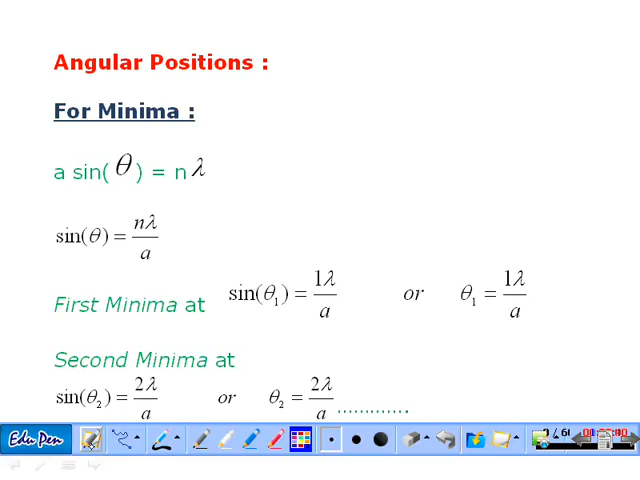 Angular Positions :
For Minima :
a sin( θ ) = n λ
sin(θ) = nλ/a
First Minima at sin(θ₁) = 1λ/a or θ₁ = 1λ/a
Second Minima at
sin(θ₂) = 2λ/a or θ₂ = 2λ/a .............
Edu Pen